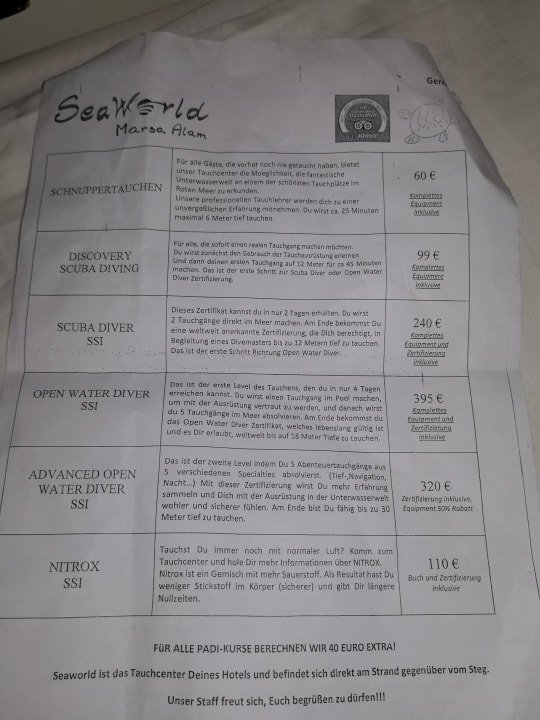 Geri
SeaWorld
Marsa Alam
SCHNUPPERTAUCHEN
Für alle Gäste, die vorher noch nie getaucht haben, bietet
unser Tauchcenter die Moeglichkeit, die fantastische
Unterwasserwelt an einem der schönsten Tauchplätze im
Roten Meer zu erkunden.
Unsere professionellen Tauchlehrer werden dich zu einer
unvergeßlichen Erfahrung mitnehmen. Du wirst ca. 25 Minuten
maximal 6 Meter tief tauchen.
60 €
Komplettes
Equipment
inklusive
DISCOVERY
SCUBA DIVING
Für alle, die sofort einen realen Tauchgang machen möchten.
Du wirst zunächst den Gebrauch der Tauchausrüstung erlernen
Und dann deinen ersten Tauchgang auf 12 Meter für ca. 45 Minuten
machen. Das ist der erste Schritt zur Scuba Diver oder Open Water
Diver Zertifizierung.
99 €
Komplettes
Equipment
inklusive
SCUBA DIVER
SSI
Dieses Zertifikat kannst du in nur 2 Tagen erhalten. Du wirst
2 Tauchgänge direkt im Meer machen. Am Ende bekommst Du
eine weltweit anerkannte Zertifizierung, die Dich berechtigt, in
Begleitung eines Divemasters bis zu 12 Metern tief zu tauchen.
Das ist der erste Schritt Richtung Open Water Diver.
240 €
Komplettes
Equipment und
Zertifizierung
inklusive
OPEN WATER DIVER
SSI
Das ist der erste Level des Tauchens, den du in nur 4 Tagen
erreichen kannst. Du wirst einen Tauchgang im Pool machen,
um mit der Ausrüstung vertraut zu werden, und danach wirst
du 5 Tauchgänge im Meer absolvieren. Am Ende bekommst du
das Open Water Diver Zertifikat, welches lebenslang gültig ist
und es Dir erlaubt, weltweit bis auf 18 Meter Tiefe zu tauchen.
395 €
Komplettes
Equipment und
Zertifizierung
inklusive
ADVANCED OPEN
WATER DIVER
SSI
Das ist der zweite Level indem Du 5 Abenteuertauchgänge aus
5 verschiedenen Specialties absolvierst. (Tief-,Navigation,
Nacht...) Mit dieser Zertifizierung wirst Du mehr Erfahrung
sammeln und Dich mit der Ausrüstung in der Unterwasserwelt
wohler und sicherer fühlen. Am Ende bist Du fähig bis zu 30
Meter tief zu tauchen.
320 €
Zertifizierung inklusive,
Equipment 50% Rabatt
NITROX
SSI
Tauchst Du immer noch mit normaler Luft? Komm zum
Tauchcenter und hole Dir mehr Informationen über NITROX.
Nitrox ist ein Gemisch mit mehr Sauerstoff. Als Resultat hast Du
weniger Stickstoff im Körper (sicherer) und gibt Dir längere
Nullzeiten.
110 €
Buch und Zertifizierung
inklusive
FÜR ALLE PADI-KURSE BERECHNEN WIR 40 EURO EXTRA!
Seaworld ist das Tauchcenter Deines Hotels und befindet sich direkt am Strand gegenüber vom Steg.
Unser Staff freut sich, Euch begrüßen zu dürfen!!!